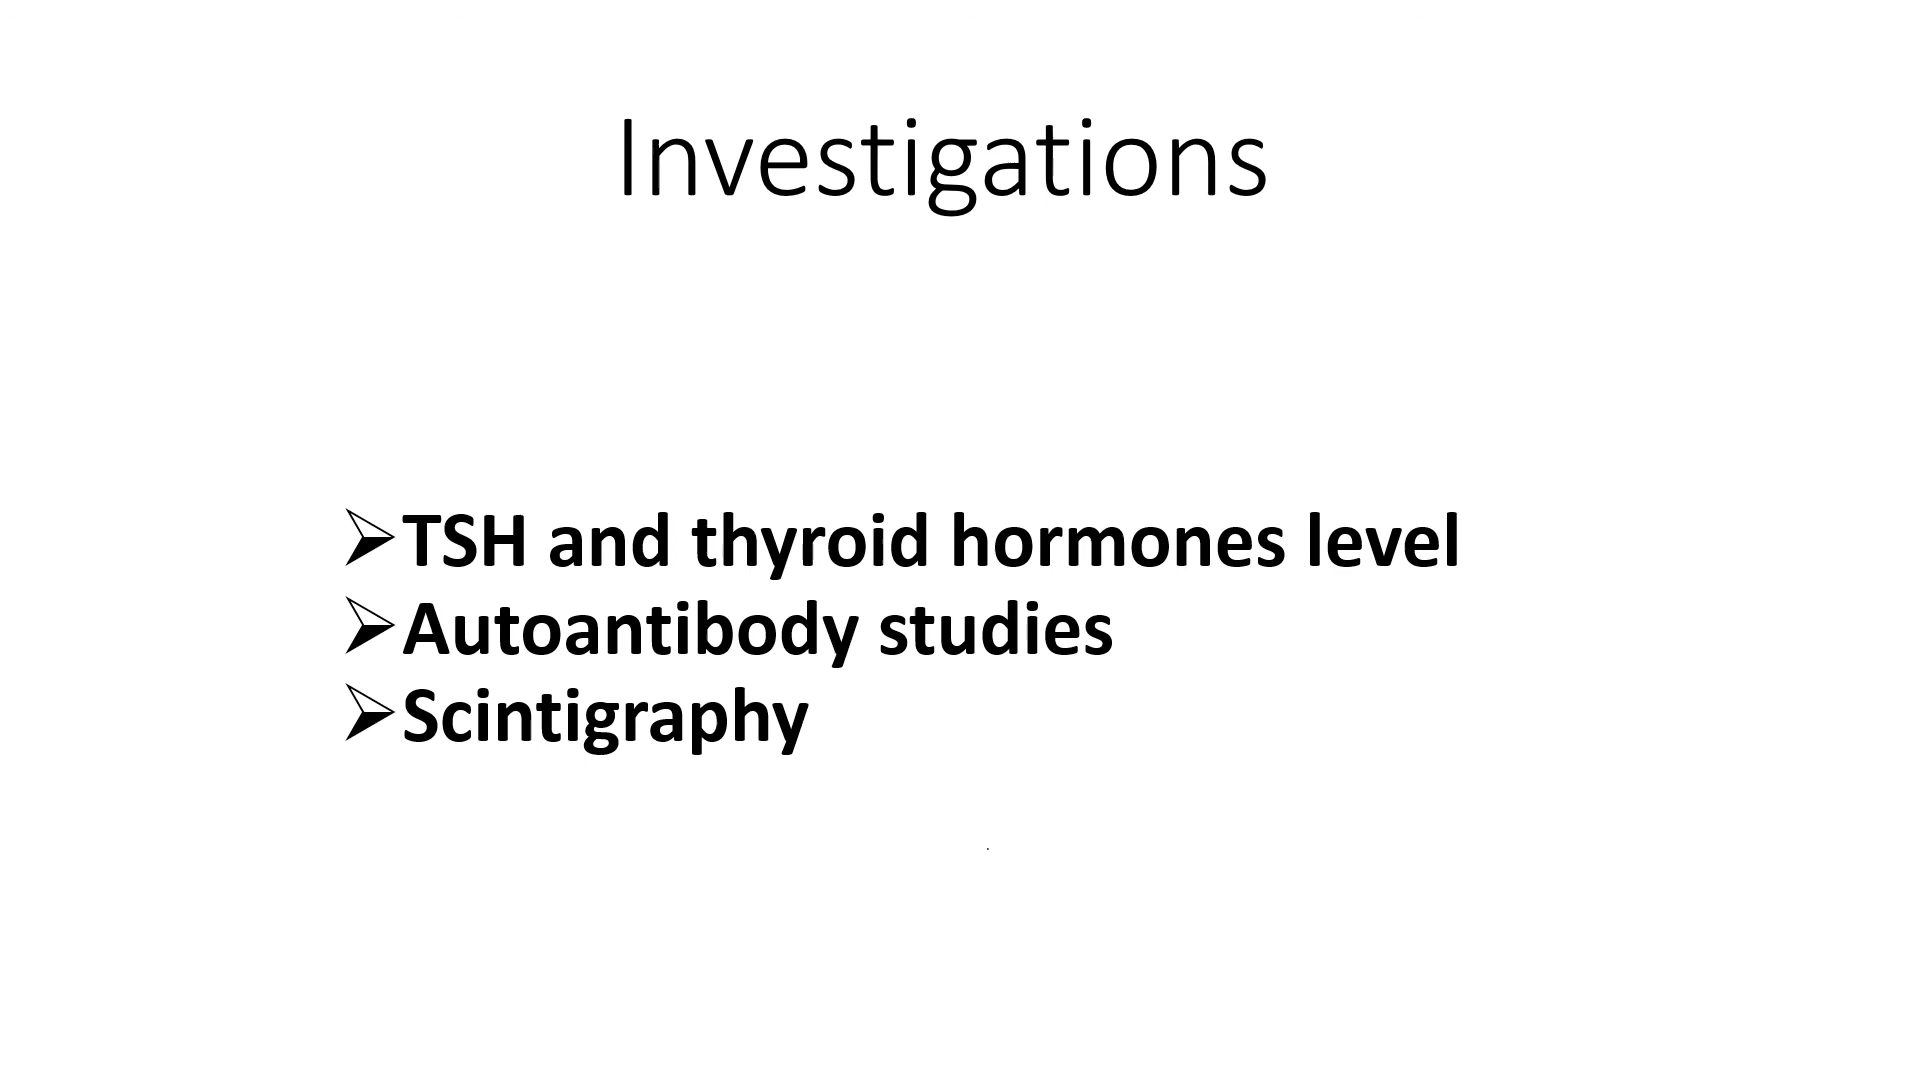 Investigations
➢TSH and thyroid hormones level
➢Autoantibody studies
➢Scintigraphy
.